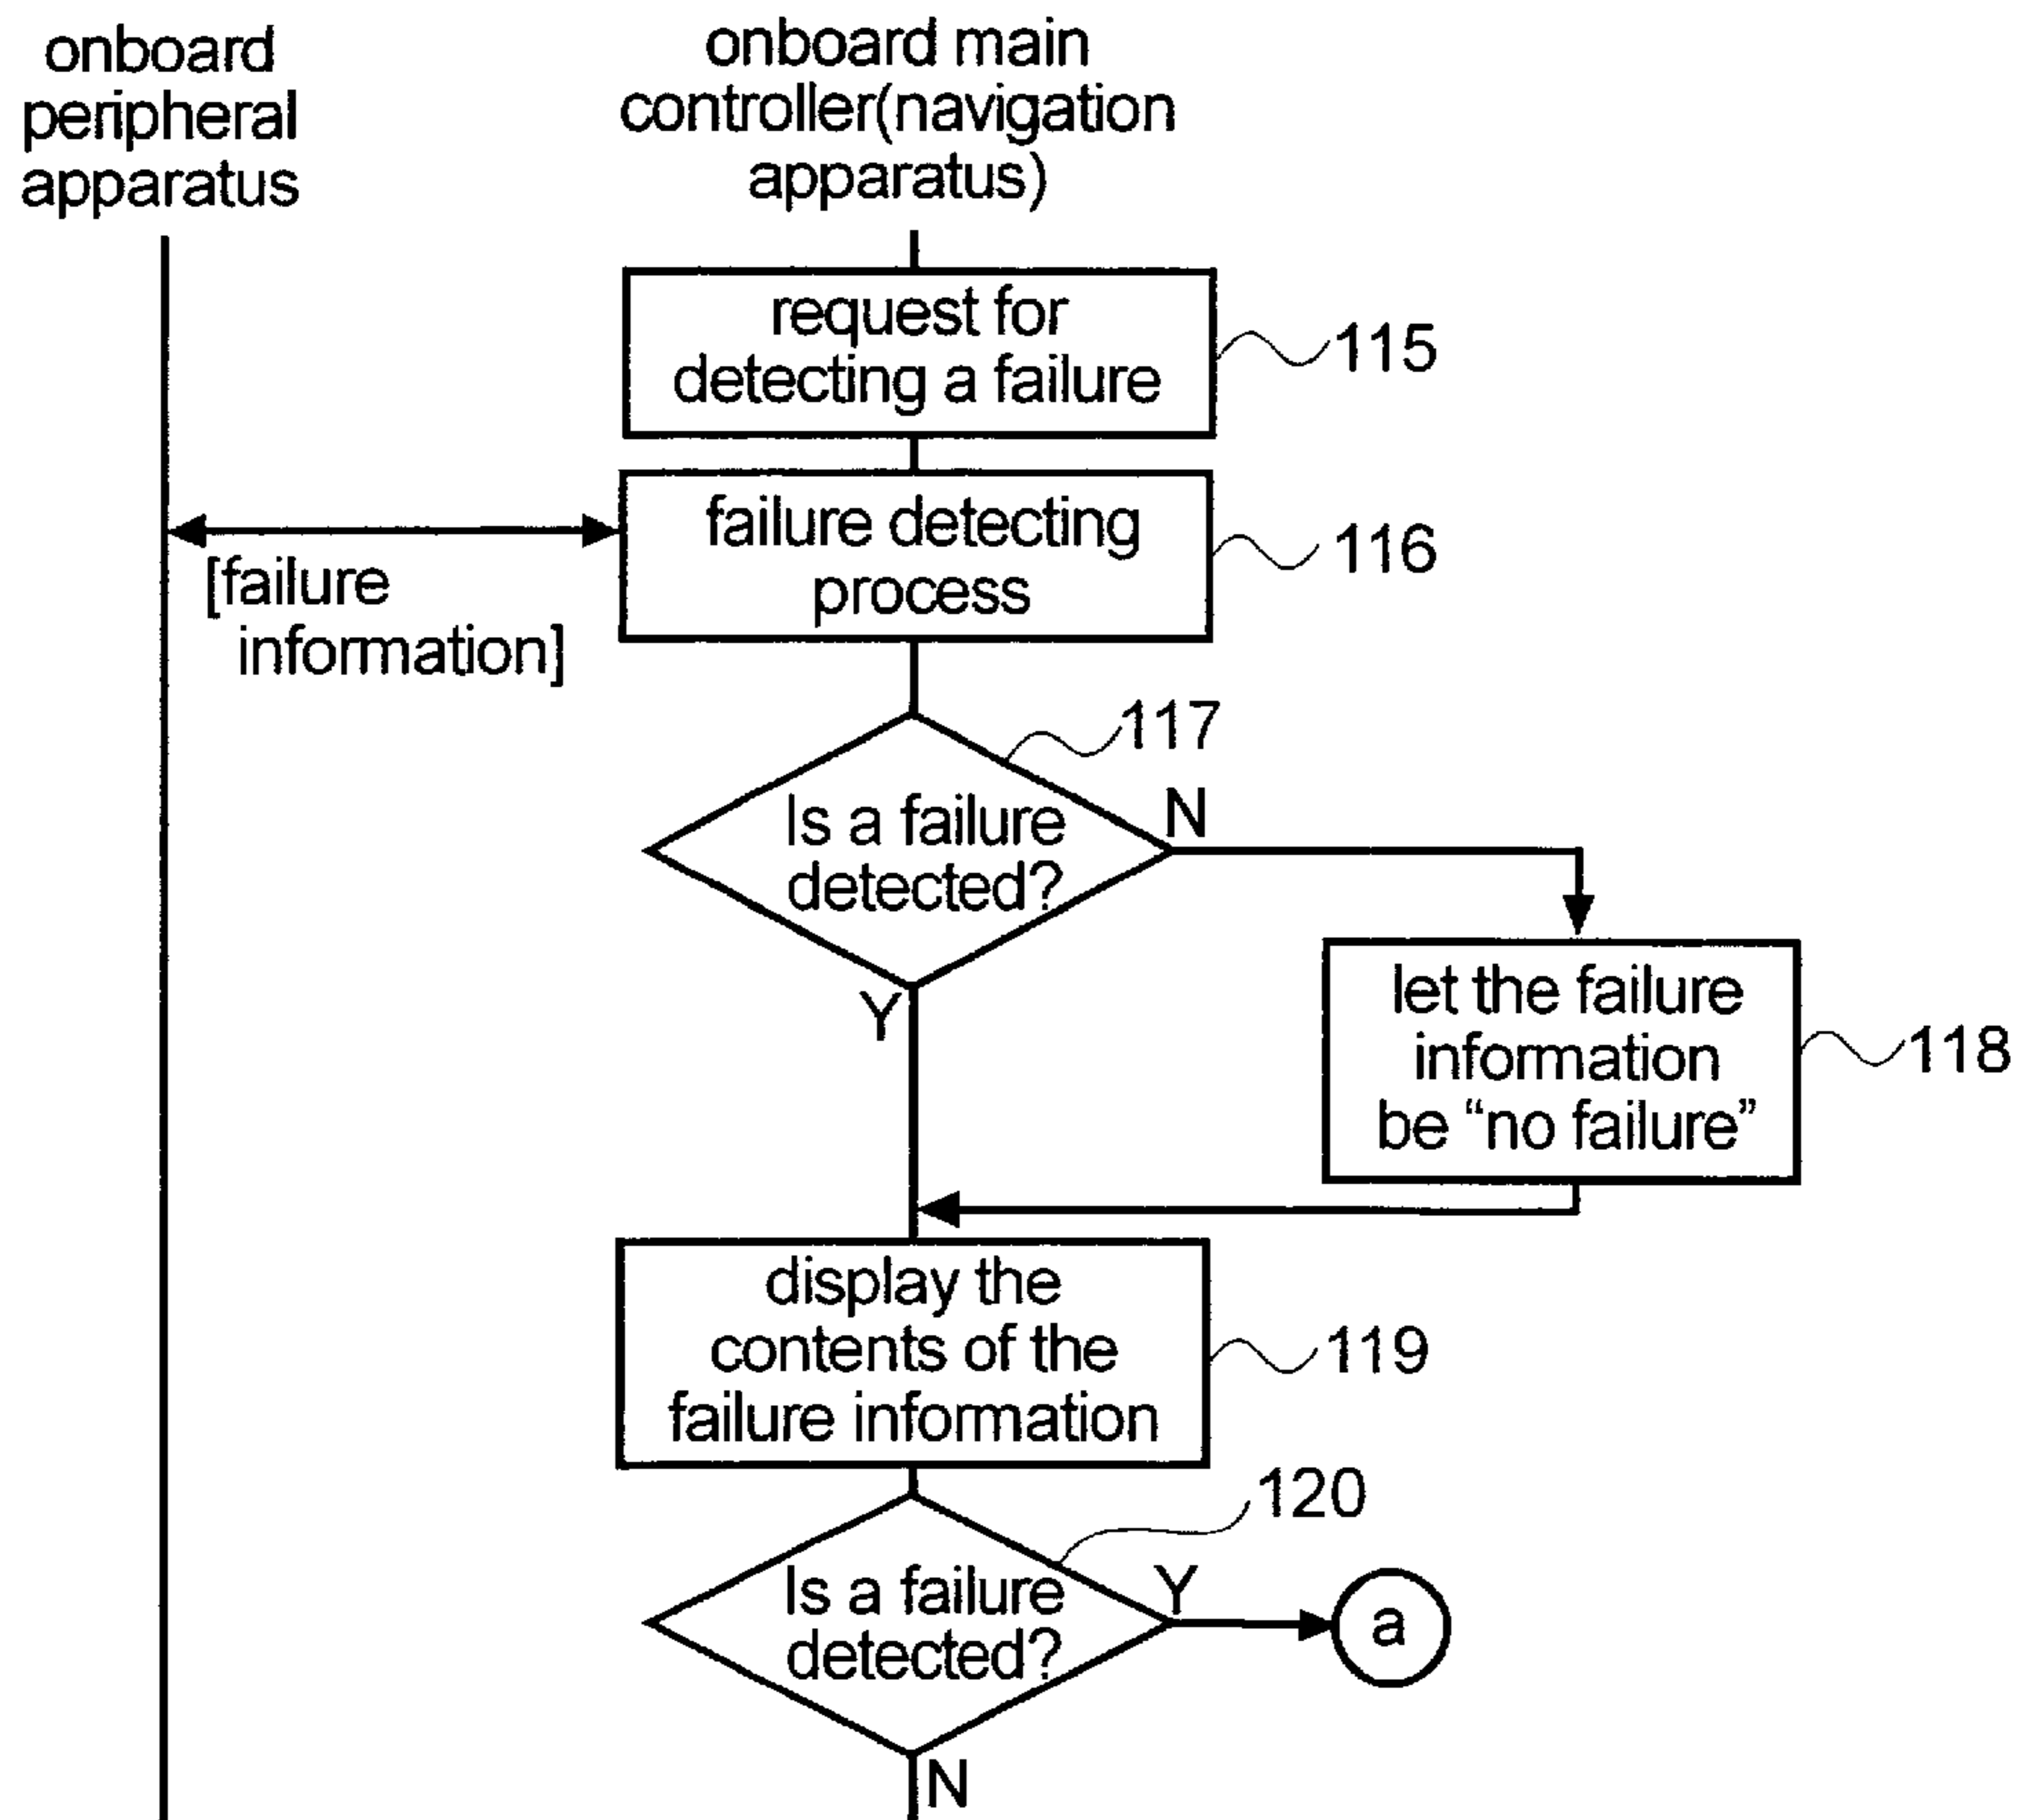 onboard
peripheral
apparatus
onboard main
controller(navigation
apparatus)
request for
detecting a failure
115
failure detecting
process
116
[failure
information]
117
Is a failure
detected?
N
Y
let the failure
information
be “no failure”
118
display the
contents of the
failure information
119
120
Is a failure
detected?
Y
a
N